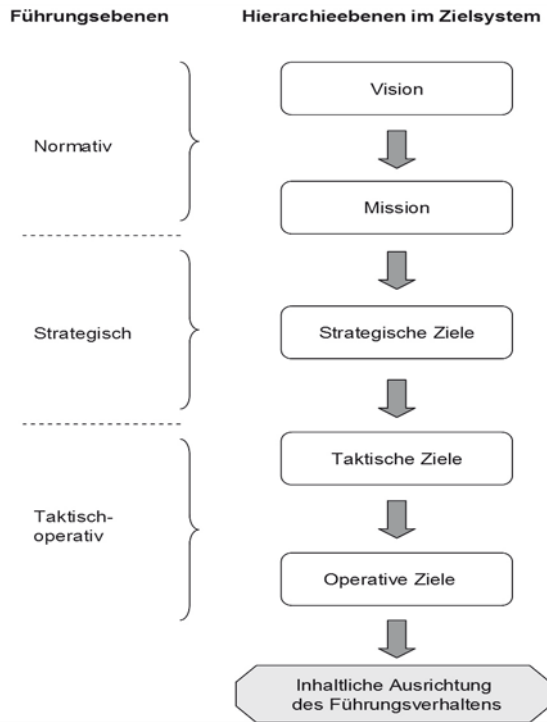 Führungsebenen
Hierarchieebenen im Zielsystem
Vision
Normativ
Mission
Strategisch
Strategische Ziele
Taktische Ziele
Taktisch-
operativ
Operative Ziele
Inhaltliche Ausrichtung
des Führungsverhaltens